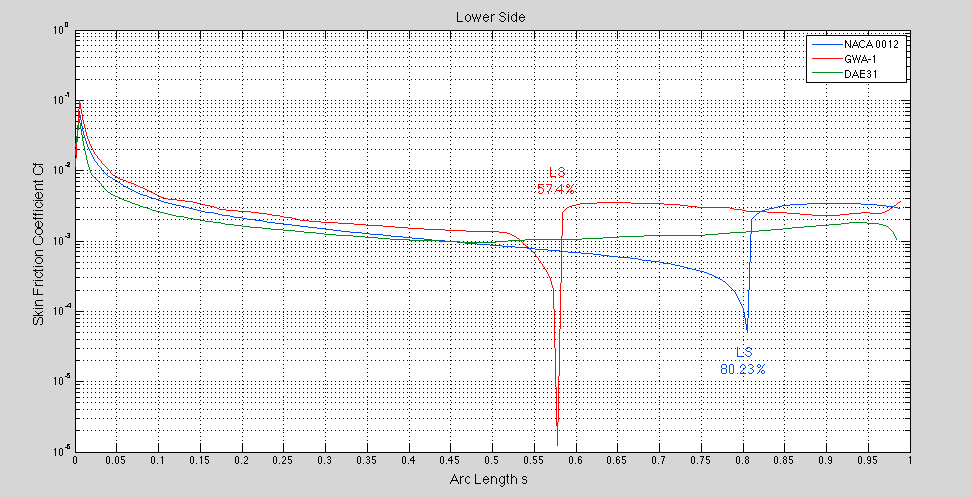 Lower Side
NACA 0012
GWA-1
DAE31
10^0
10^-1
10^-2
10^-3
10^-4
10^-5
10^-6
Skin Friction Coefficient Cf
LS
57.4%
LS
80.23%
0 0.05 0.1 0.15 0.2 0.25 0.3 0.35 0.4 0.45 0.5 0.55 0.6 0.65 0.7 0.75 0.8 0.85 0.9 0.95 1
Arc Length s